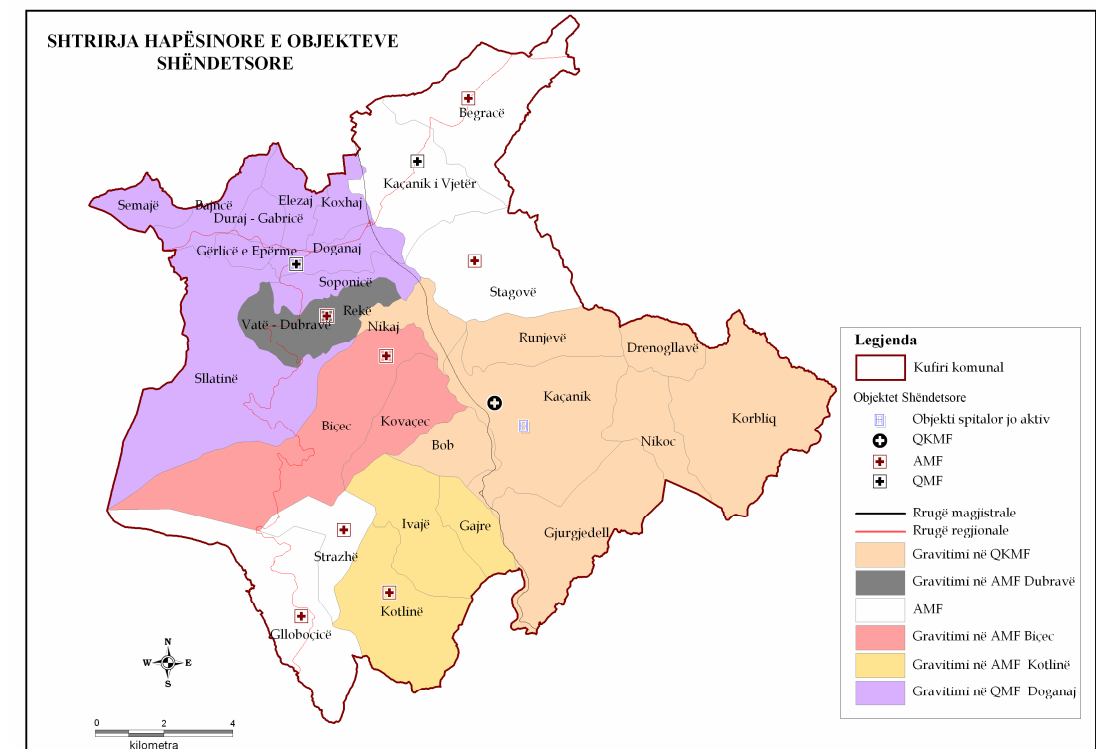 SHTRIRJA HAPËSINORE E OBJEKTEVE
SHËNDETSORE
Begracë
Kaçanik i Vjetër
Semajë
Bajncë
Elezaj
Koxhaj
Duraj - Gabricë
Gërlicë e Epërme
Doganaj
Soponicë
Stagovë
Rekë
Vatë - Dubravë
Nikaj
Runjevë
Drenogllavë
Sllatinë
Kaçanik
Korbliq
Biçec
Kovaçec
Bob
Nikoc
Ivajë
Gajre
Gjurgjedell
Strazhë
Kotlinë
Glloboçicë
N
W E
S
0 2 4
kilometra
Legjenda
Kufiri komunal
Objektet Shëndetsore
Objekti spitalor jo aktiv
QKMF
AMF
QMF
Rrugë magjistrale
Rrugë regjionale
Gravitimi në QKMF
Gravitimi në AMF Dubravë
AMF
Gravitimi në AMF Biçec
Gravitimi në AMF Kotlinë
Gravitimi në QMF Doganaj